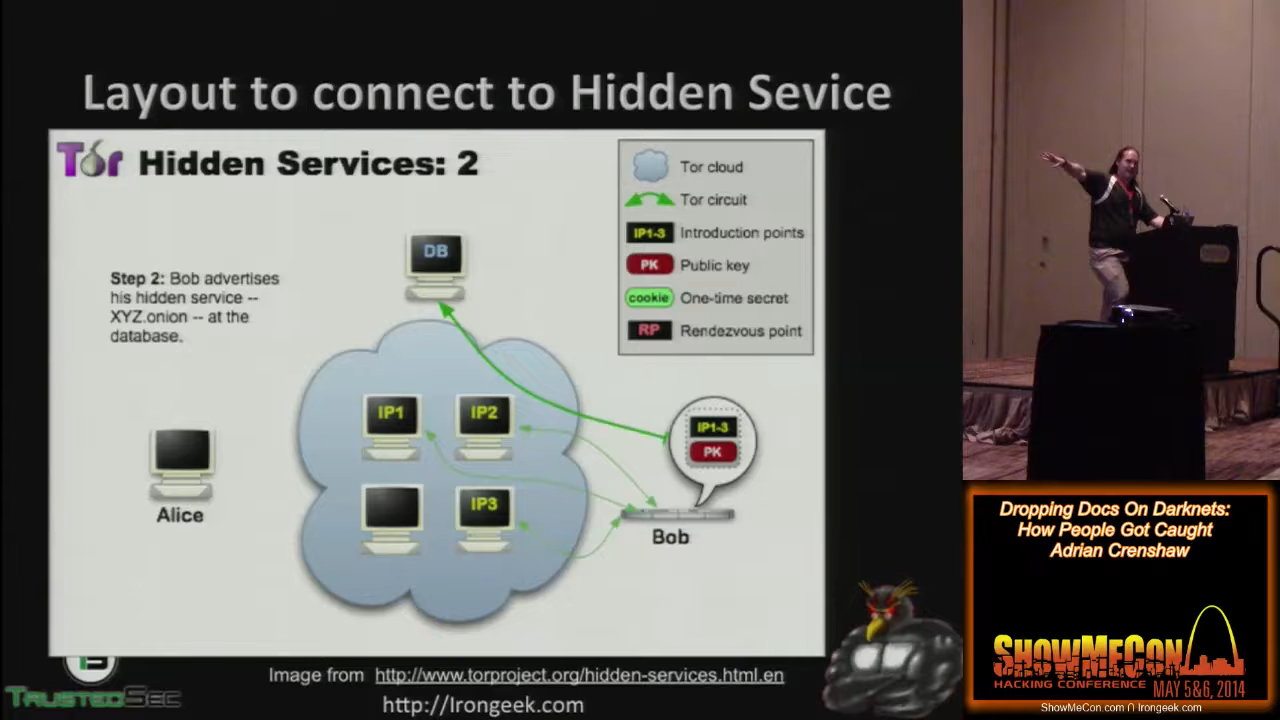 Layout to connect to Hidden Sevice
Tor Hidden Services: 2
Tor cloud
Tor circuit
IP1-3 Introduction points
PK Public key
cookie One-time secret
RP Rendezvous point
DB
Step 2: Bob advertises
his hidden service --
XYZ.onion -- at the
database.
IP1
IP2
IP1-3
PK
IP3
Alice
Bob
Image from http://www.torproject.org/hidden-services.html.en
TRUSTEDSEC
http://Irongeek.com
Dropping Docs On Darknets:
How People Got Caught
Adrian Crenshaw
SHOWMECON
HACKING CONFERENCE MAY 5&6, 2014
ShowMeCon.com ∩ Irongeek.com